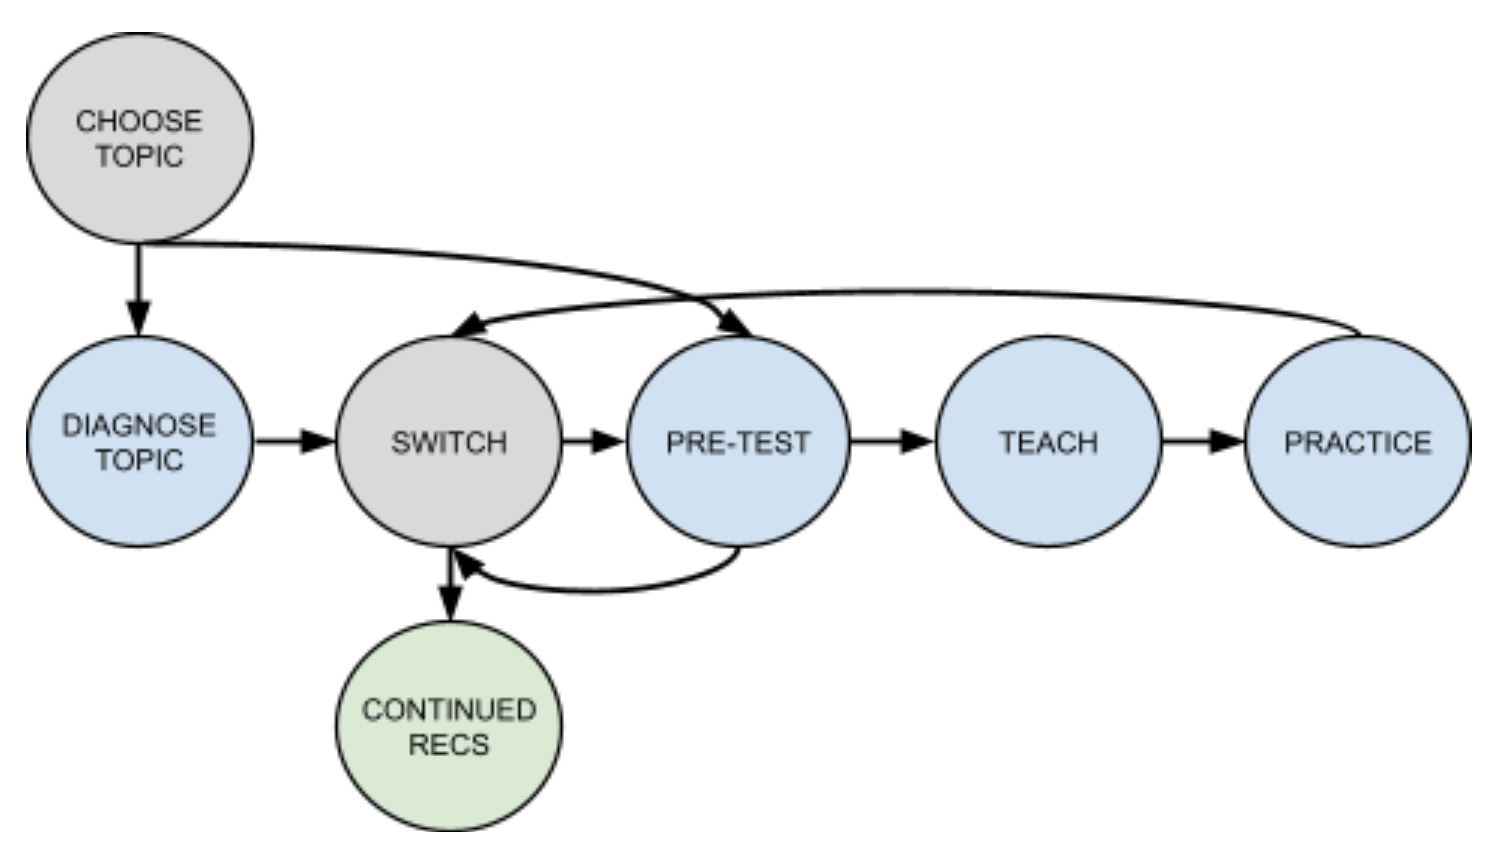 CHOOSE
TOPIC
DIAGNOSE
TOPIC
SWITCH
PRE-TEST
TEACH
PRACTICE
CONTINUED
RECS